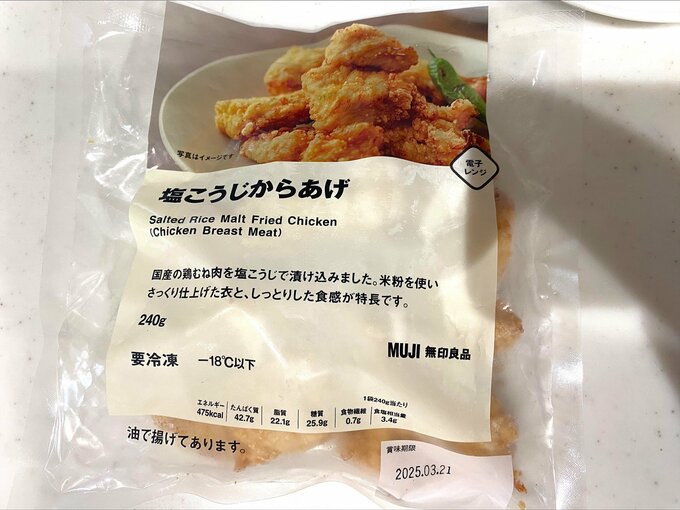 写真はイメージです
電子
レンジ
塩こうじからあげ
Salted Rice Malt Fried Chicken
(Chicken Breast Meat)
国産の鶏むね肉を塩こうじで漬け込みました。米粉を使い
さっくり仕上げた衣と、しっとりした食感が特長です。
240g
要冷凍 −18℃以下
MUJI 無印良品
1袋240g当たり
エネルギー たんぱく質 脂質 糖質 食物繊維 食塩相当量
475kcal 42.7g 22.1g 25.9g 0.7g 3.4g
油で揚げてあります。
賞味期限
2025.03.21